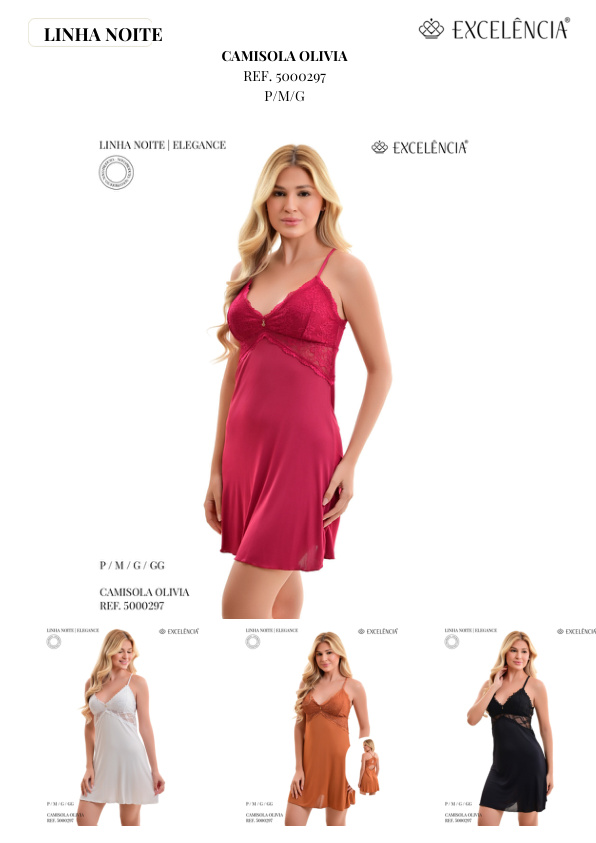 LINHA NOITE
EXCELÊNCIA®
CAMISOLA OLIVIA
REF. 5000297
P/M/G
LINHA NOITE | ELEGANCE
EXCELÊNCIA®
P / M / G / GG
CAMISOLA OLIVIA
REF. 5000297
LINHA NOITE | ELEGANCE
EXCELÊNCIA
LINHA NOITE | ELEGANCE
EXCELÊNCIA
LINHA NOITE | ELEGANCE
EXCELÊNCIA
P / M / G / GG
CAMISOLA OLIVIA
REF. 5000297
P / M / G / GG
CAMISOLA OLIVIA
REF. 5000297
P / M / G / GG
CAMISOLA OLIVIA
REF. 5000297